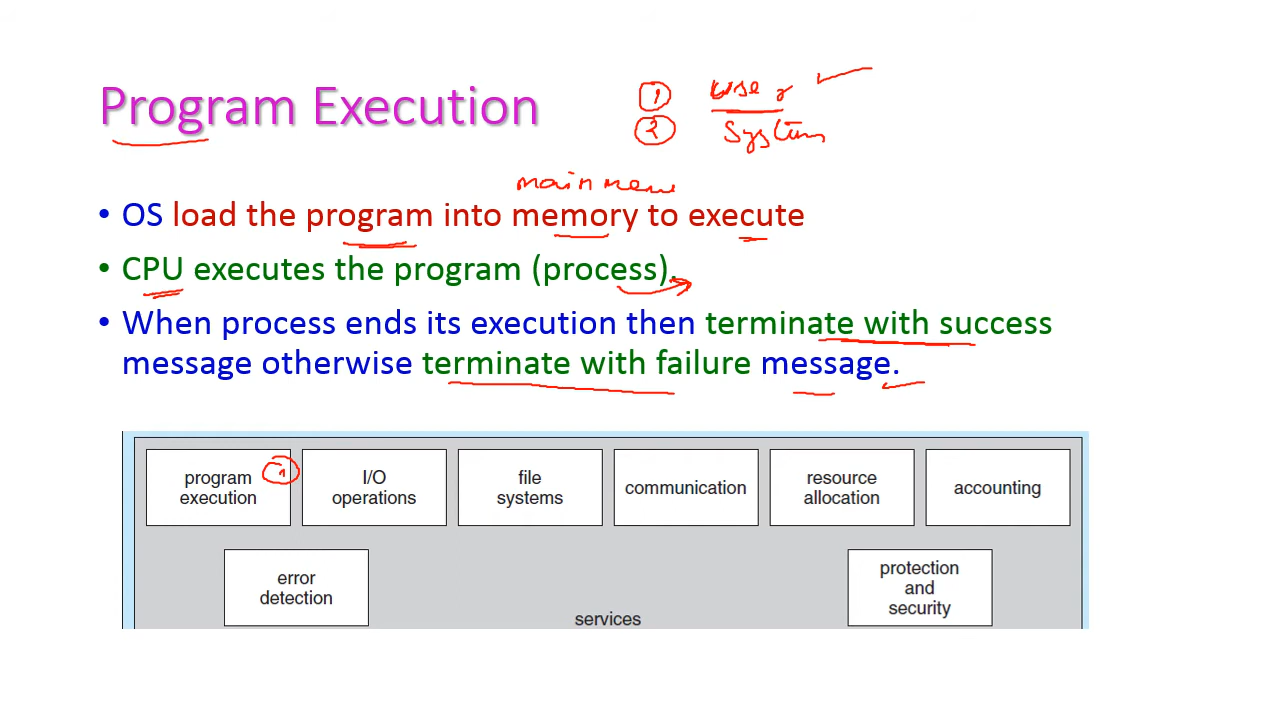 ① User
Program Execution
② System
main mem
• OS load the program into memory to execute
• CPU executes the program (process).
• When process ends its execution then terminate with success
message otherwise terminate with failure message.
program execution ①
I/O operations
file systems
communication
resource allocation
accounting
error detection
protection and security
services